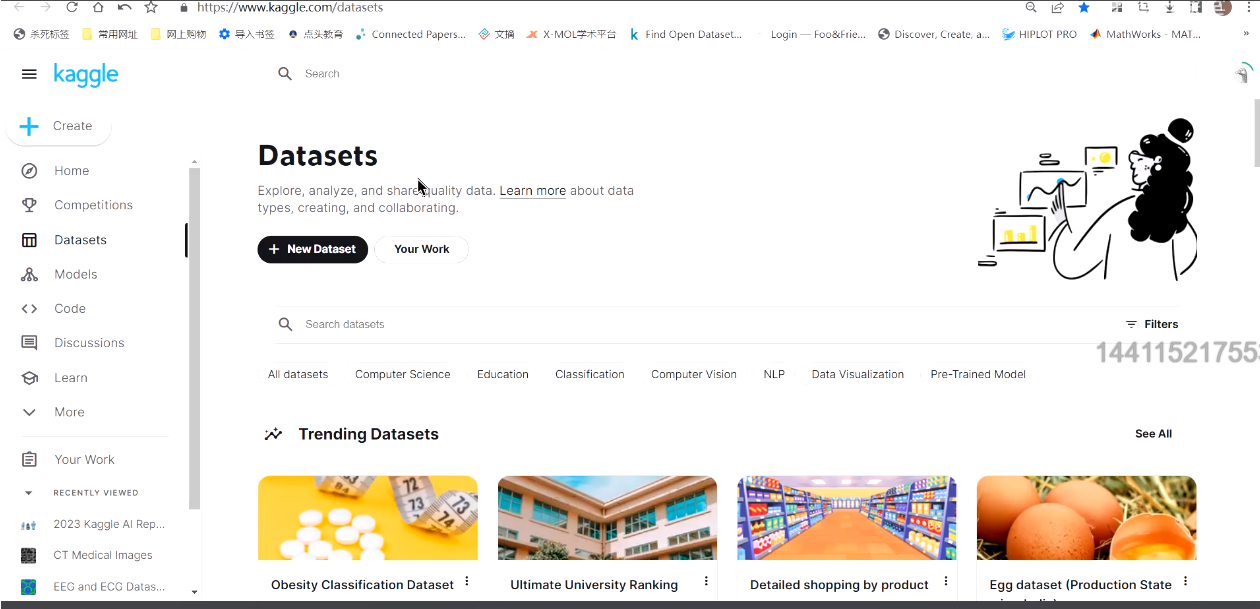 https://www.kaggle.com/datasets
杀死标签 常用网址 网上购物 导入书签 点头教育 Connected Papers... 文摘 X-MOL学术平台 Find Open Dataset... Login — Foo&Frie... Discover, Create, a... HIPLOT PRO MathWorks - MAT... »
kaggle
Search
Create
Home
Competitions
Datasets
Models
Code
Discussions
Learn
More
Your Work
RECENTLY VIEWED
2023 Kaggle AI Rep...
CT Medical Images
EEG and ECG Datas...
Datasets
Explore, analyze, and share quality data. Learn more about data
types, creating, and collaborating.
+ New Dataset Your Work
Search datasets Filters
144115217553
All datasets Computer Science Education Classification Computer Vision NLP Data Visualization Pre-Trained Model
Trending Datasets See All
72 73 73 74
Obesity Classification Dataset Ultimate University Ranking Detailed shopping by product Egg dataset (Production State